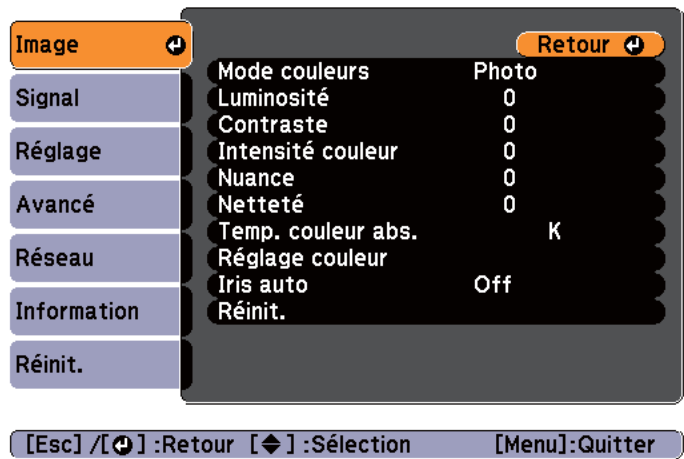 Image
Signal
Réglage
Avancé
Réseau
Information
Réinit.
Retour
Mode couleurs Photo
Luminosité 0
Contraste 0
Intensité couleur 0
Nuance 0
Netteté 0
Temp. couleur abs. K
Réglage couleur
Iris auto Off
Réinit.
[Esc] /[ ] :Retour [ ] :Sélection [Menu]:Quitter